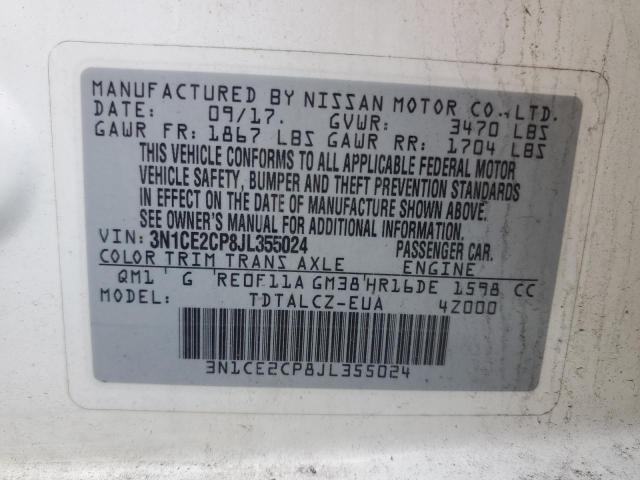 MANUFACTURED BY NISSAN MOTOR CO.,LTD.
DATE: 09/17. GVWR: 3470 LBS
GAWR FR: 1867 LBS GAWR RR: 1704 LBS
THIS VEHICLE CONFORMS TO ALL APPLICABLE FEDERAL MOTOR
VEHICLE SAFETY, BUMPER AND THEFT PREVENTION STANDARDS
IN EFFECT ON THE DATE OF MANUFACTURE SHOWN ABOVE.
SEE OWNER'S MANUAL FOR ADDITIONAL INFORMATION.
VIN: 3N1CE2CP8JL355024 PASSENGER CAR.
COLOR TRIM TRANS AXLE ENGINE
QM1 G RE0F11A GM38 HR16DE 1598 CC
MODEL: TDTALCZ-EUA 4Z000
3N1CE2CP8JL355024